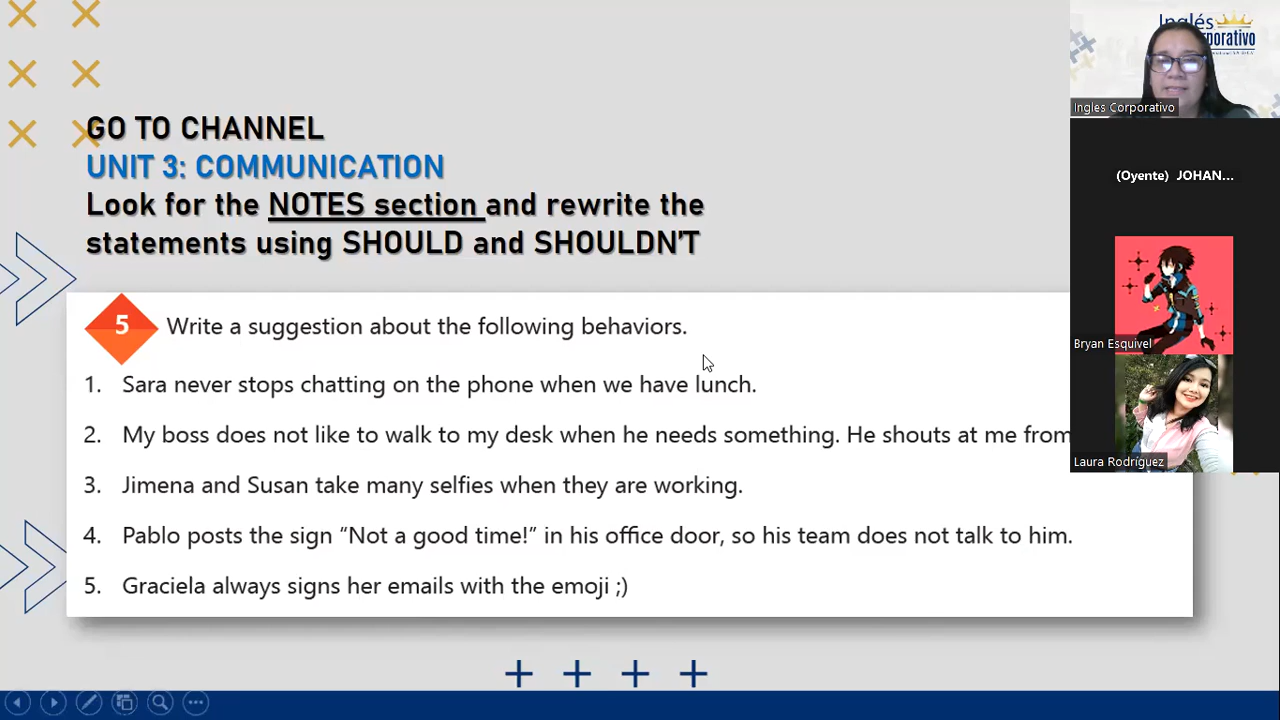 GO TO CHANNEL
UNIT 3: COMMUNICATION
Look for the NOTES section and rewrite the
statements using SHOULD and SHOULDN'T
5 Write a suggestion about the following behaviors.
1. Sara never stops chatting on the phone when we have lunch.
2. My boss does not like to walk to my desk when he needs something. He shouts at me from
3. Jimena and Susan take many selfies when they are working.
4. Pablo posts the sign “Not a good time!” in his office door, so his team does not talk to him.
5. Graciela always signs her emails with the emoji ;)
Inglés
Ingles Corporativo
(Oyente) JOHAN...
Bryan Esquivel
Laura Rodríguez